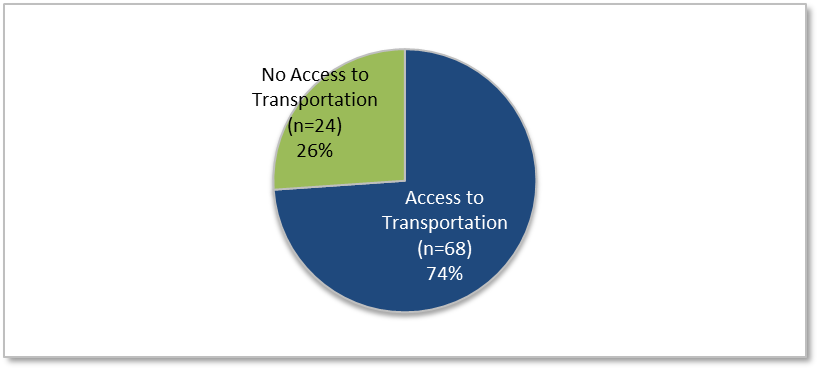 No Access to
Transportation
(n=24)
26%
Access to
Transportation
(n=68)
74%